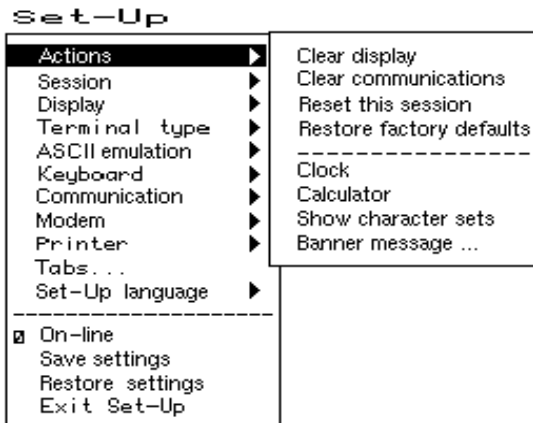 Set-Up
Actions
Session
Display
Terminal type
ASCII emulation
Keyboard
Communication
Modem
Printer
Tabs...
Set-Up language
On-line
Save settings
Restore settings
Exit Set-Up
Clear display
Clear communications
Reset this session
Restore factory defaults
Clock
Calculator
Show character sets
Banner message ...